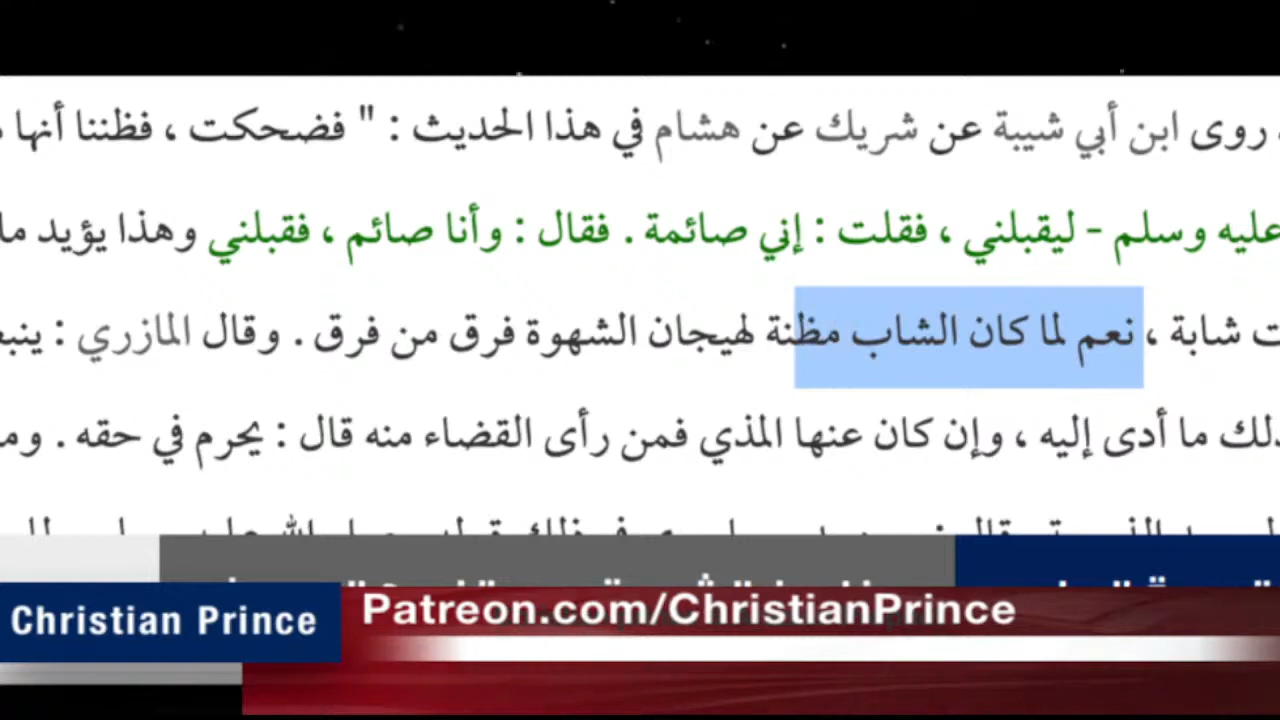 روى ابن أبي شيبة عن شريك عن هشام في هذا الحديث : " فضحكت ، فظننا أنها
عليه وسلم - ليقبلني ، فقلت : إني صائمة . فقال : وأنا صائم ، فقبلني وهذا يؤيد ما
شابة ، نعم لما كان الشاب مظنة لهيجان الشهوة فرق من فرق . وقال المازري :
ما أدى إليه ، وإن كان عنها المذي فمن رأى القضاء منه قال : يحرم في حقه .
Christian Prince
Patreon.com/ChristianPrince